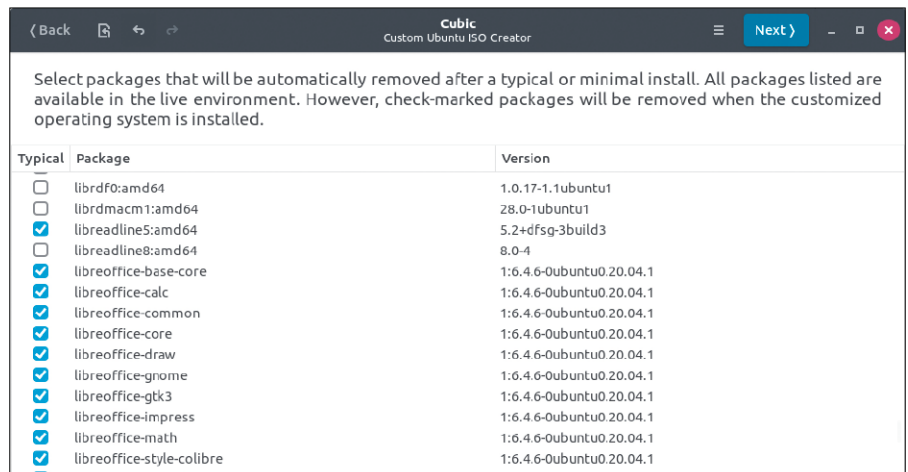 Back
Cubic
Custom Ubuntu ISO Creator
Next
Select packages that will be automatically removed after a typical or minimal install. All packages listed are
available in the live environment. However, check-marked packages will be removed when the customized
operating system is installed.
Typical Package Version
librdf0:amd64 1.0.17-1.1ubuntu1
librdmacm1:amd64 28.0-1ubuntu1
libreadline5:amd64 5.2+dfsg-3build3
libreadline8:amd64 8.0-4
libreoffice-base-core 1:6.4.6-0ubuntu0.20.04.1
libreoffice-calc 1:6.4.6-0ubuntu0.20.04.1
libreoffice-common 1:6.4.6-0ubuntu0.20.04.1
libreoffice-core 1:6.4.6-0ubuntu0.20.04.1
libreoffice-draw 1:6.4.6-0ubuntu0.20.04.1
libreoffice-gnome 1:6.4.6-0ubuntu0.20.04.1
libreoffice-gtk3 1:6.4.6-0ubuntu0.20.04.1
libreoffice-impress 1:6.4.6-0ubuntu0.20.04.1
libreoffice-math 1:6.4.6-0ubuntu0.20.04.1
libreoffice-style-colibre 1:6.4.6-0ubuntu0.20.04.1